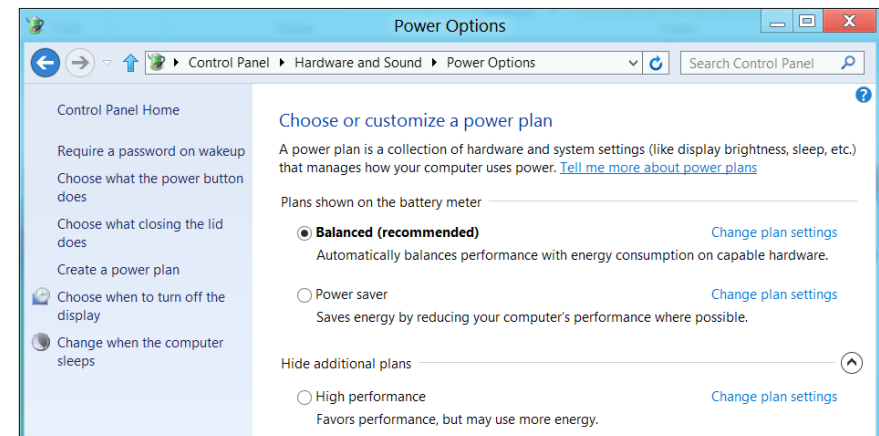 Power Options
Control Panel Hardware and Sound Power Options
Search Control Panel
Control Panel Home
Require a password on wakeup
Choose what the power button
does
Choose what closing the lid
does
Create a power plan
Choose when to turn off the
display
Change when the computer
sleeps
Choose or customize a power plan
A power plan is a collection of hardware and system settings (like display brightness, sleep, etc.)
that manages how your computer uses power. Tell me more about power plans
Plans shown on the battery meter
Balanced (recommended) Change plan settings
Automatically balances performance with energy consumption on capable hardware.
Power saver Change plan settings
Saves energy by reducing your computer's performance where possible.
Hide additional plans
High performance Change plan settings
Favors performance, but may use more energy.